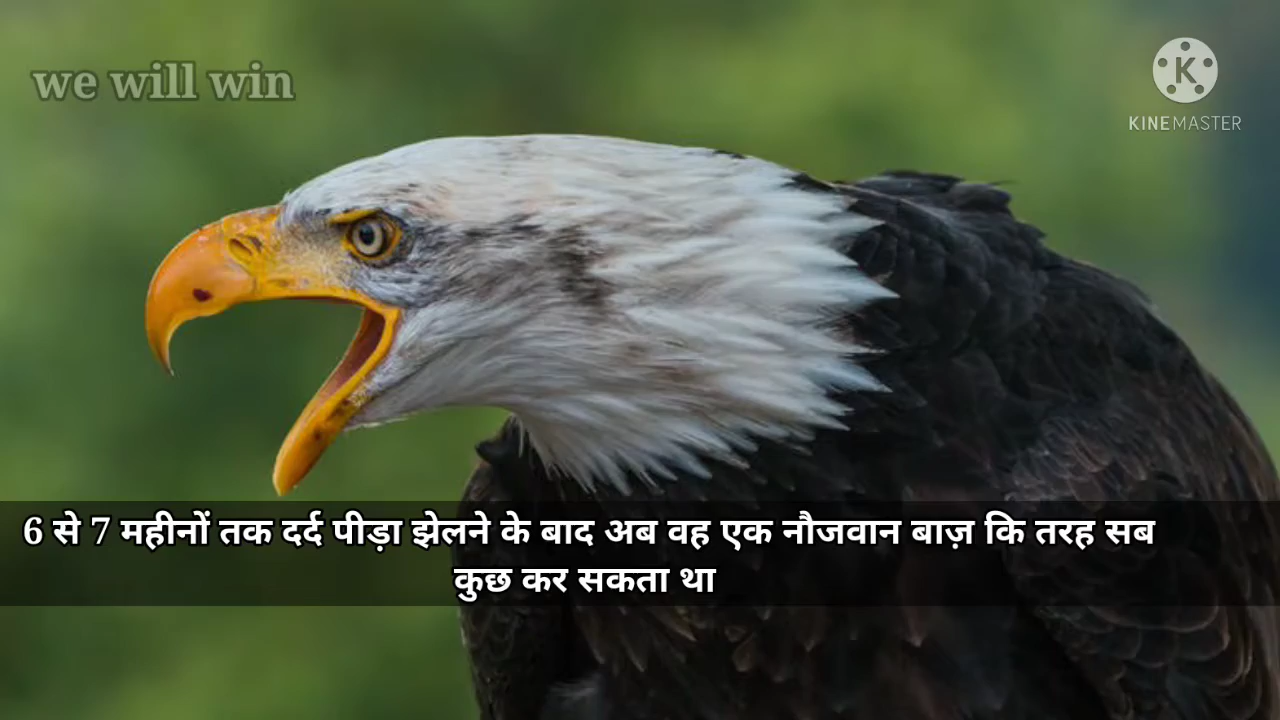 we will win
K
KINEMASTER
6 से 7 महीनों तक दर्द पीड़ा झेलने के बाद अब वह एक नौजवान बाज़ कि तरह सब
कुछ कर सकता था